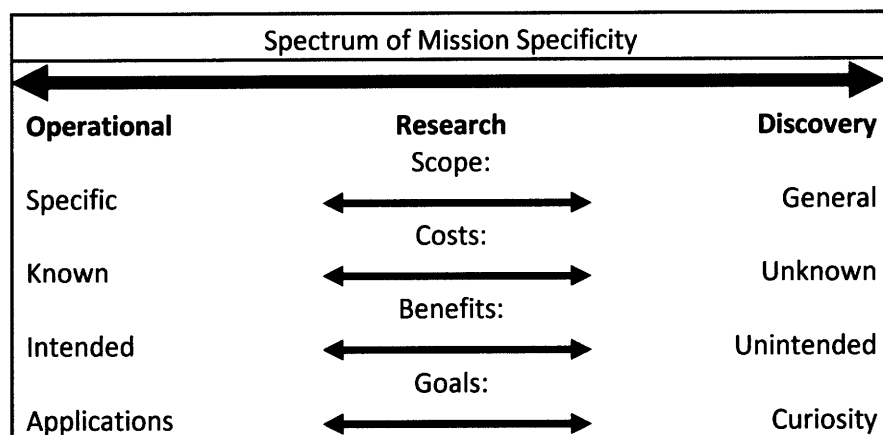 Spectrum of Mission Specificity
Operational Research Discovery
Scope:
Specific General
Costs:
Known Unknown
Benefits:
Intended Unintended
Goals:
Applications Curiosity